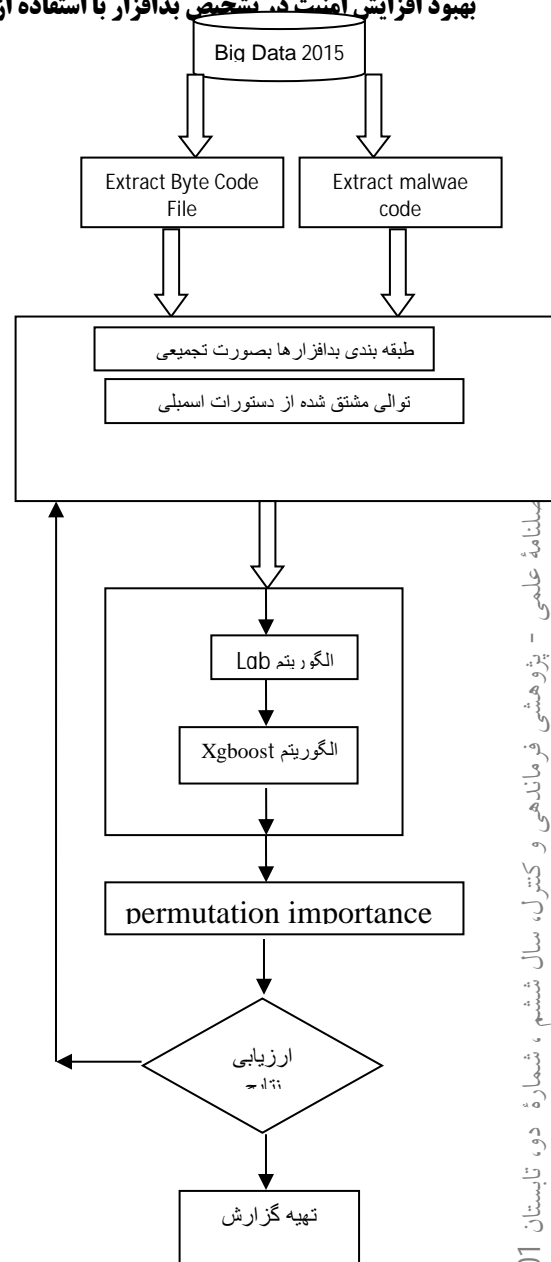 بهبود افزایش امنیت در تشخیص بدافزار با استفاده از
Big Data 2015
Extract Byte Code
File
Extract malwae
code
طبقه بندی بدافزارها بصورت تجمیعی
توالی مشتق شده از دستورات اسمبلی
الگوریتم Lab
الگوریتم Xgboost
permutation importance
ارزیابی
نتایج
تهیه گزارش
علمی - پژوهشی فرماندهی و کنترل، سال ششم ، شمارۀ دو، تابستان